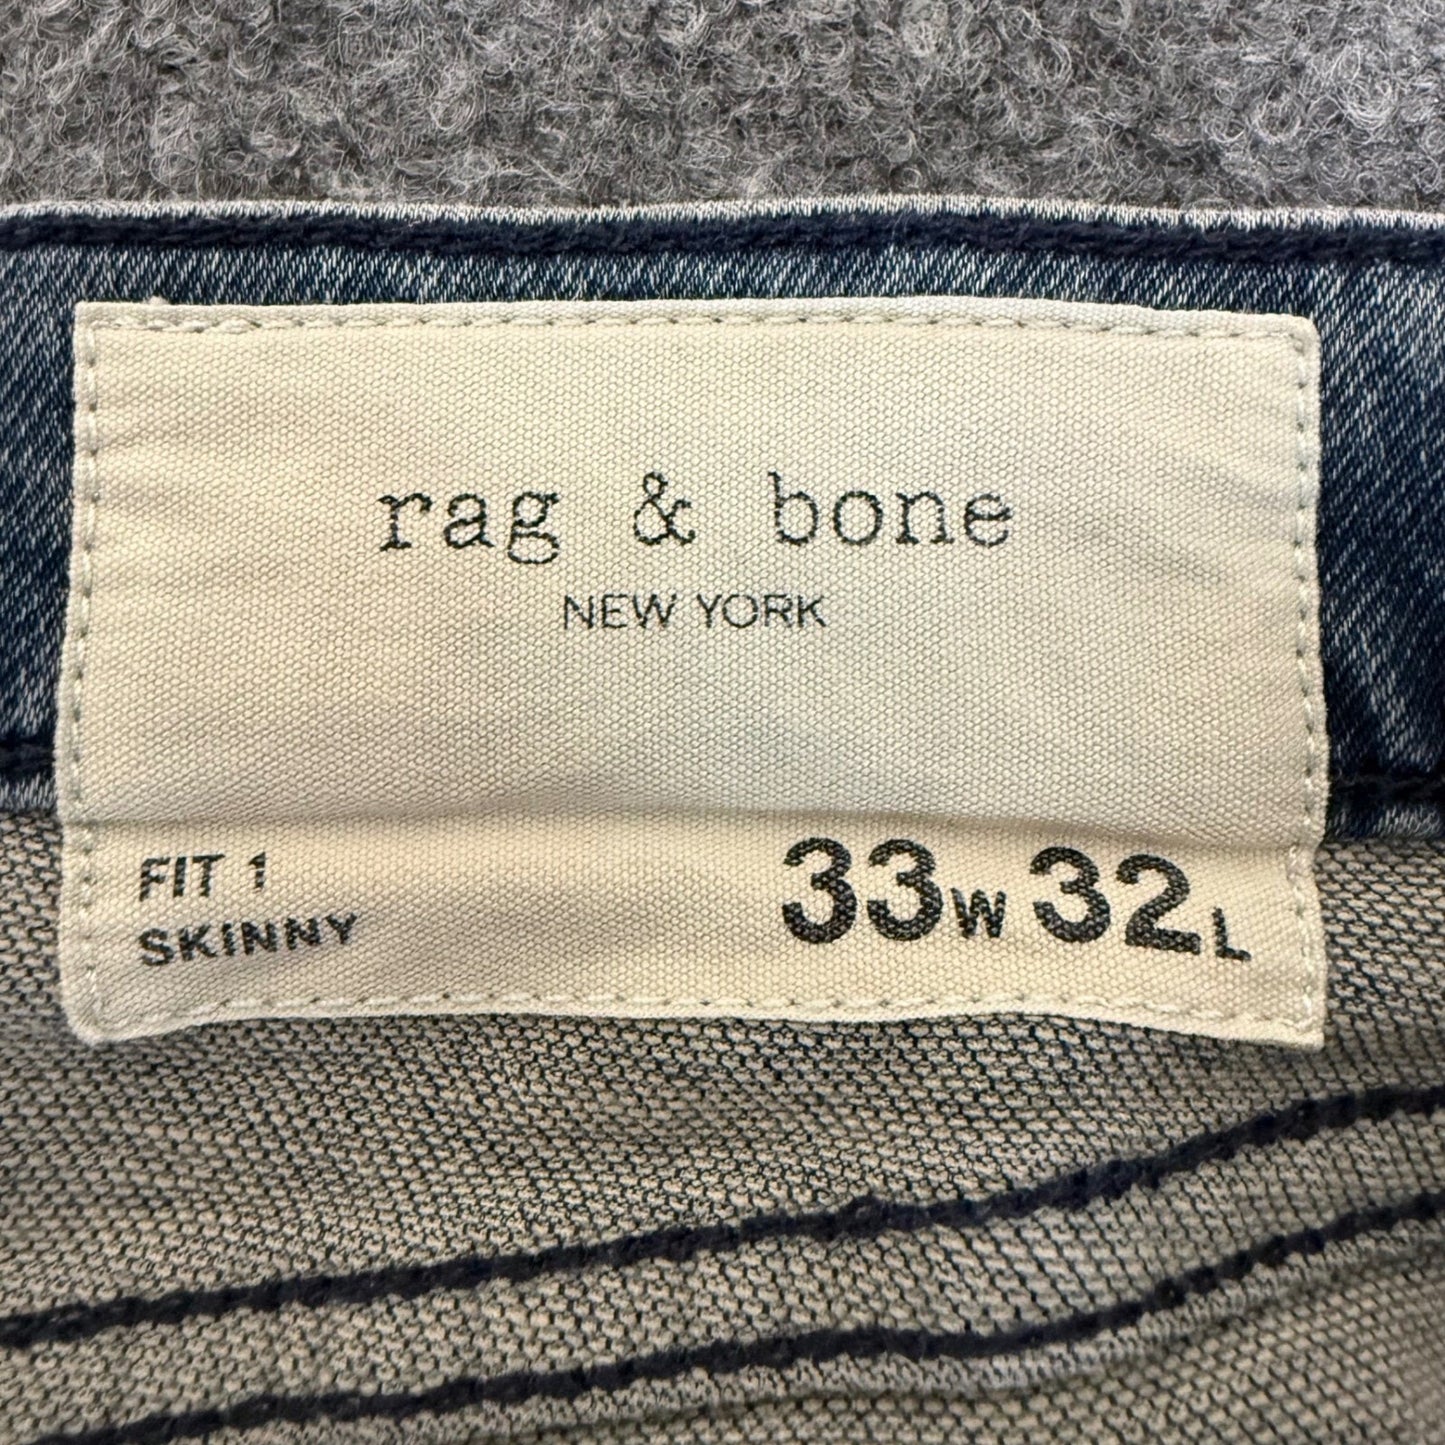 rag & bone
NEW YORK
FIT 1
SKINNY
33W 32L